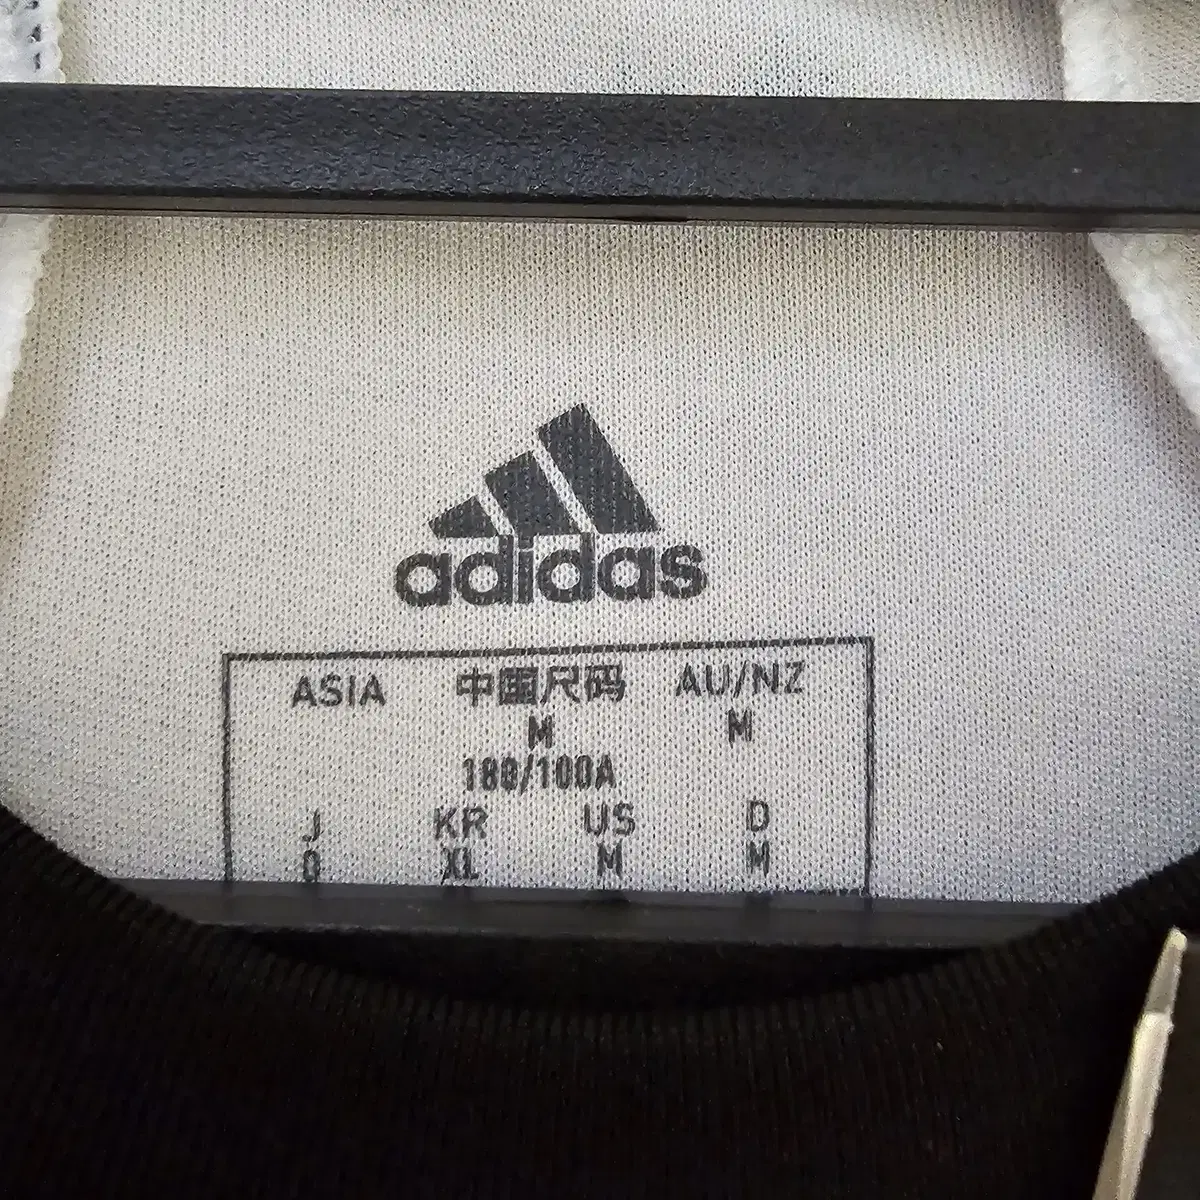 adidas
ASIA 中国尺码 AU/NZ
M M
180/100A
J KR US D
O XL M M